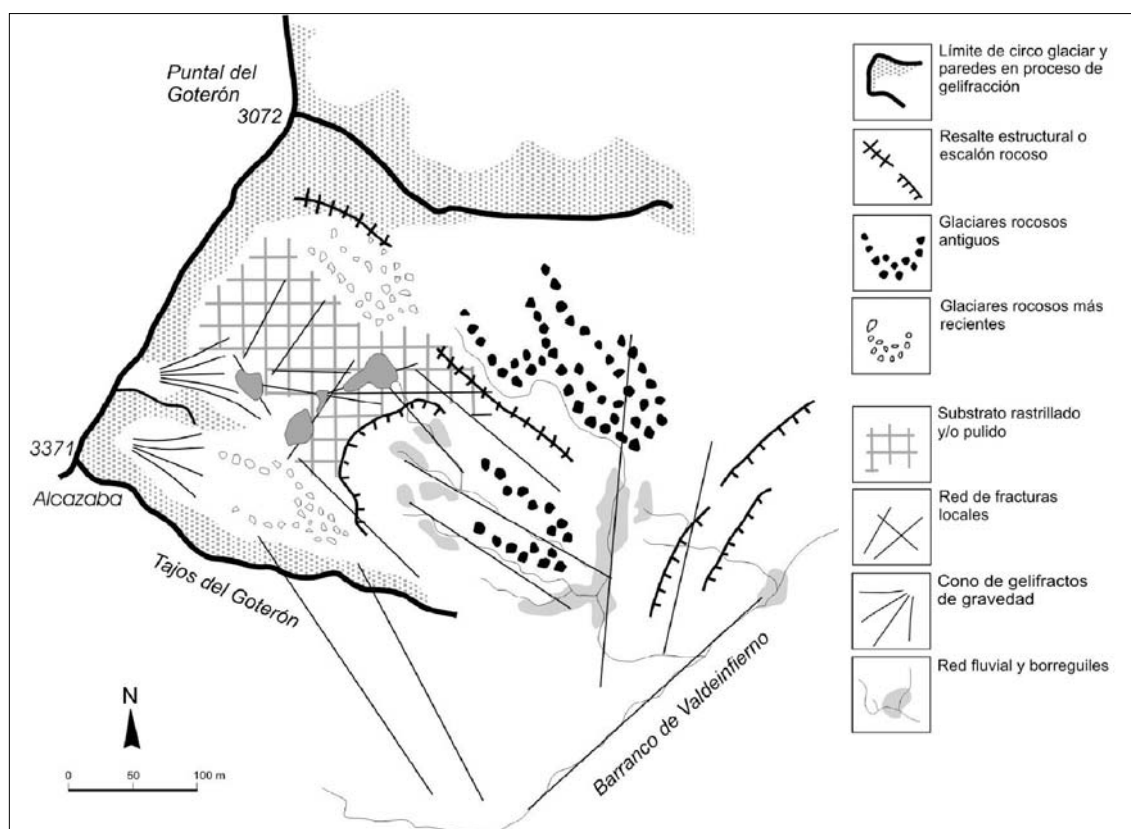 Puntal del
Goterón
3072
3371
Alcazaba
Tajos del Goterón
Barranco de Valdeinfierno
N
0 50 100 m
Límite de circo glaciar y
paredes en proceso de
gelifracción
Resalte estructural o
escalón rocoso
Glaciares rocosos
antiguos
Glaciares rocosos más
recientes
Substrato rastrillado
y/o pulido
Red de fracturas
locales
Cono de gelifractos
de gravedad
Red fluvial y borreguiles